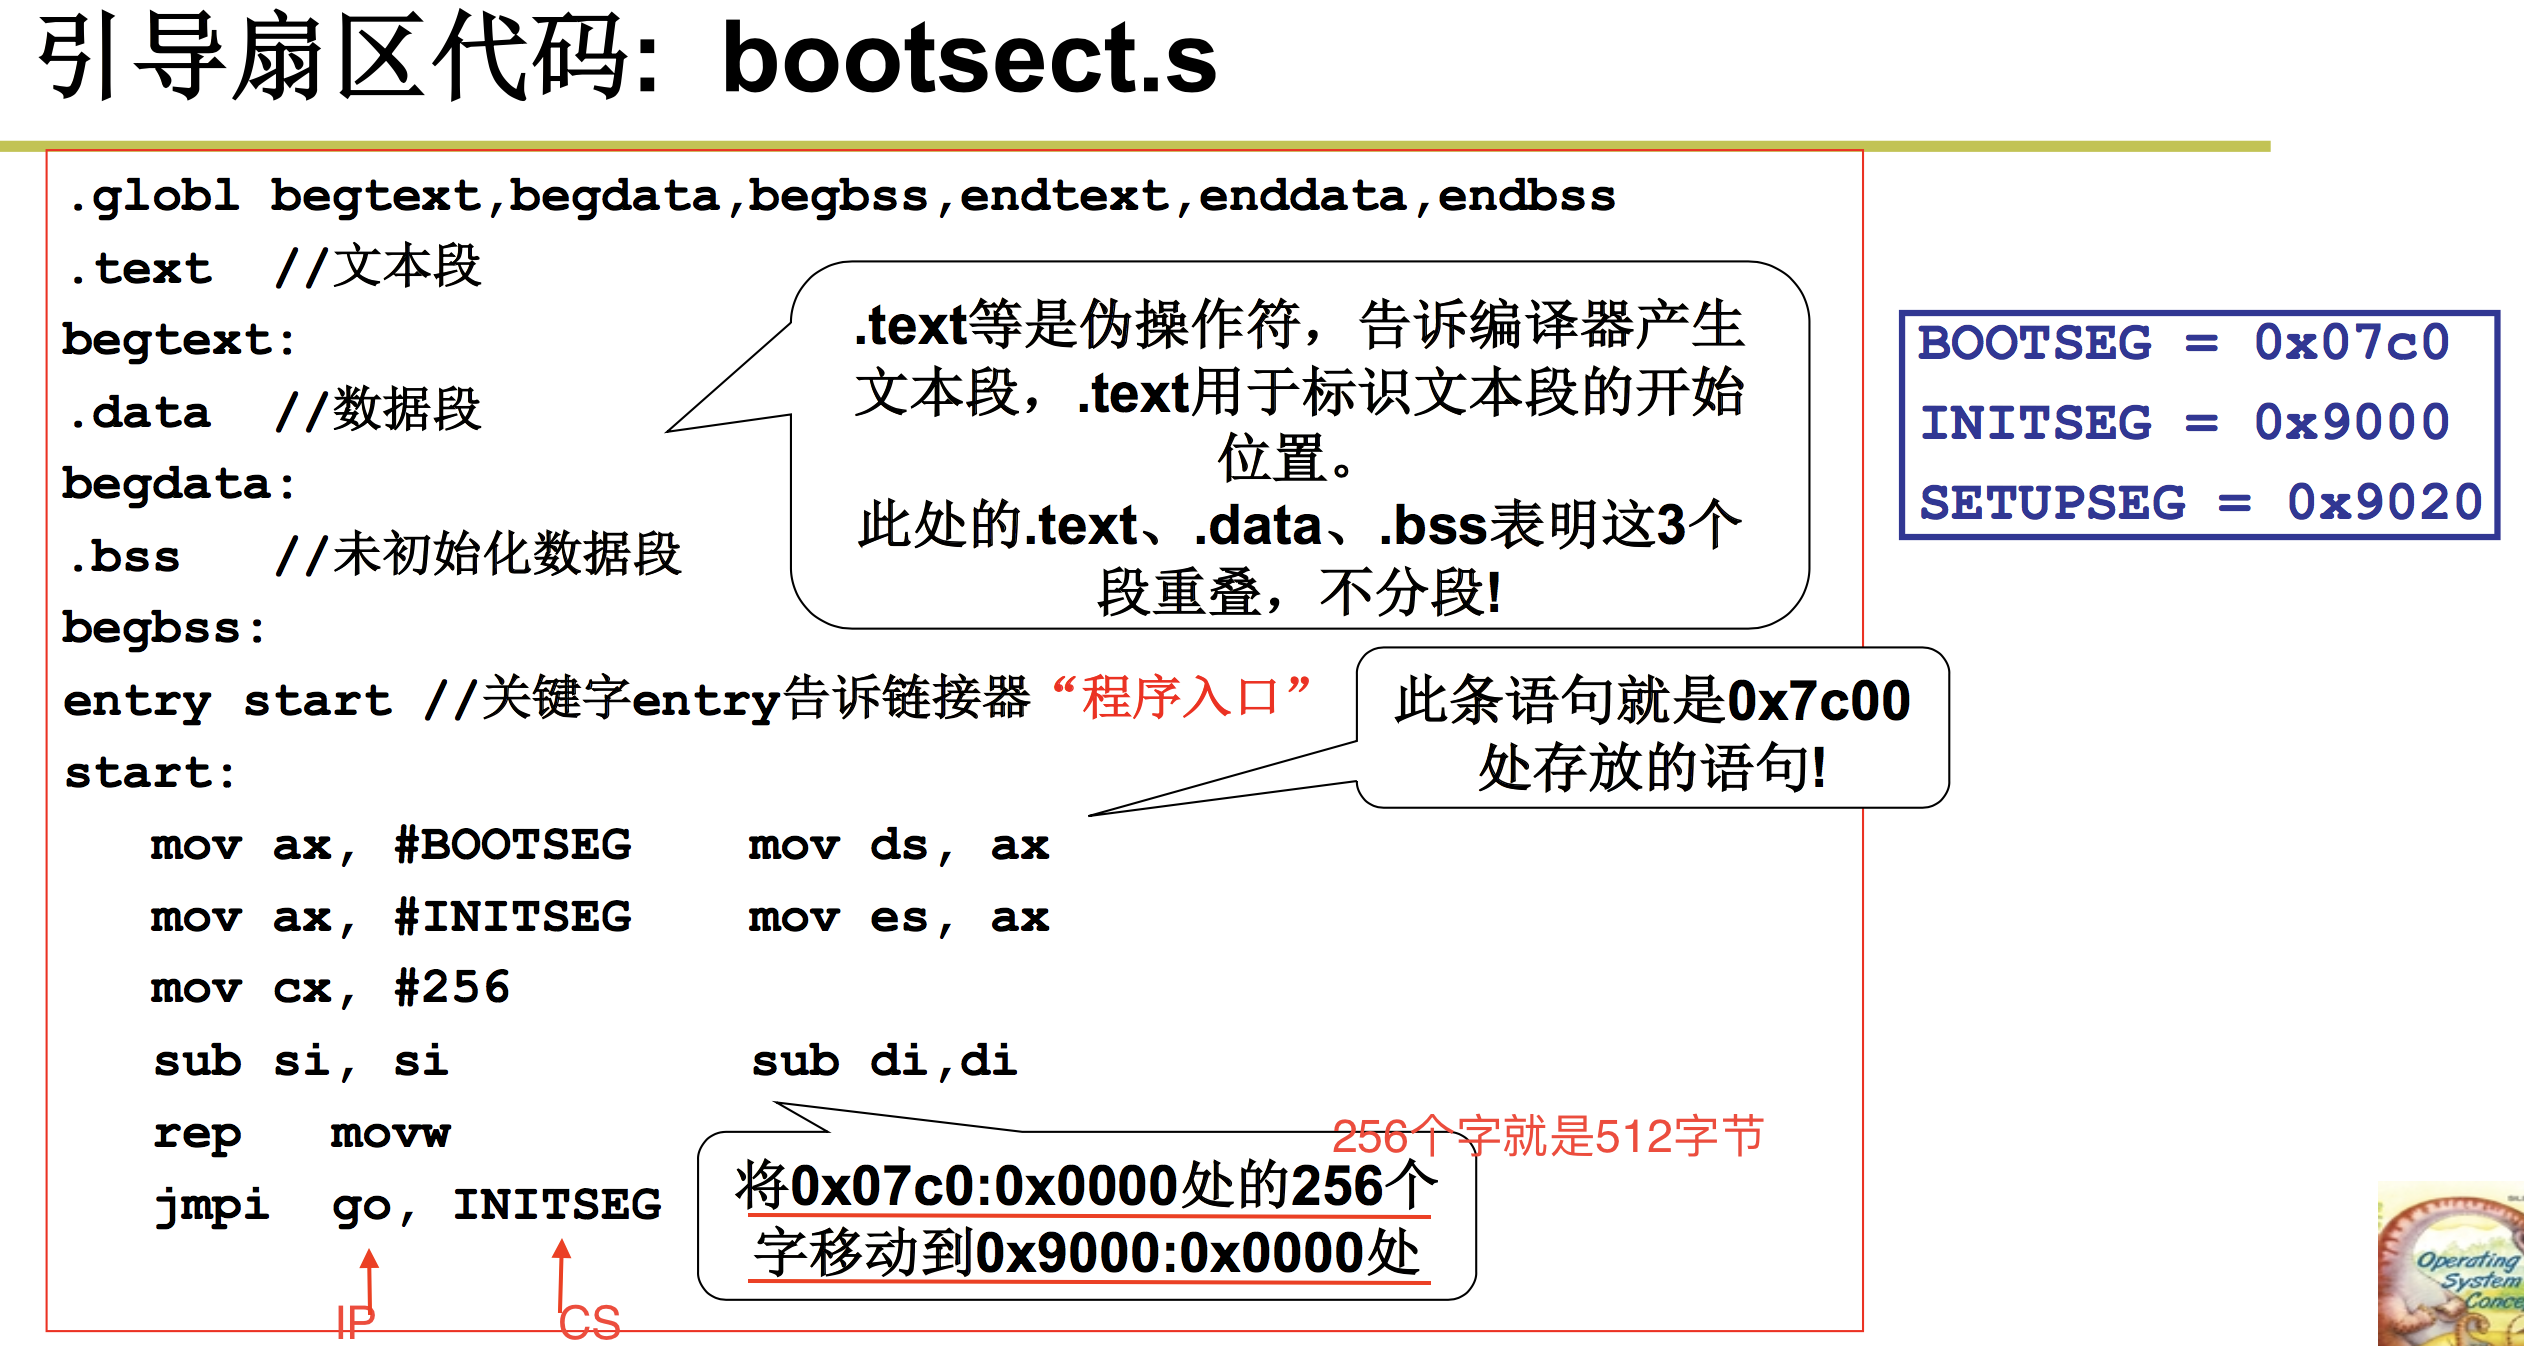 引导扇区代码: bootsect.s
.globl begtext,begdata,begbss,endtext,enddata,endbss
.text //文本段
begtext:
.data //数据段
begdata:
.bss //未初始化数据段
begbss:
entry start //关键字entry告诉链接器“程序入口”
start:
mov ax, #BOOTSEG mov ds, ax
mov ax, #INITSEG mov es, ax
mov cx, #256
sub si, si sub di,di
rep movw
jmpi go, INITSEG
IP CS
.text等是伪操作符，告诉编译器产生
文本段，.text用于标识文本段的开始
位置。
此处的.text、.data、.bss表明这3个
段重叠，不分段!
此条语句就是0x7c00
处存放的语句!
256个字就是512字节
将0x07c0:0x0000处的256个
字移动到0x9000:0x0000处
BOOTSEG = 0x07c0
INITSEG = 0x9000
SETUPSEG = 0x9020
Operating
System